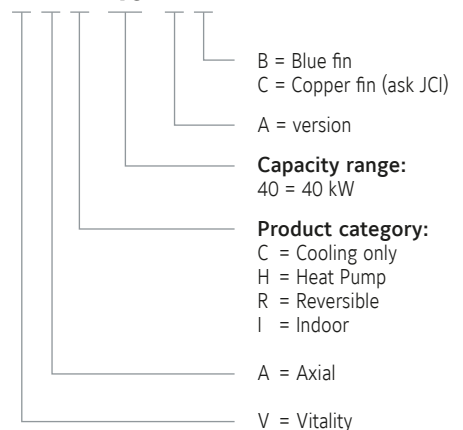 B = Blue fin
C = Copper fin (ask JCI)
A = version
Capacity range:
40 = 40 kW
Product category:
C = Cooling only
H = Heat Pump
R = Reversible
I = Indoor
A = Axial
V = Vitality